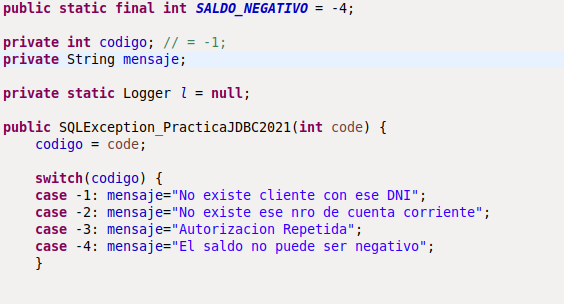 public static final int SALDO_NEGATIVO = -4;
private int codigo; // = -1;
private String mensaje;
private static Logger l = null;
public SQLException_PracticaJDBC2021(int code) {
codigo = code;
switch(codigo) {
case -1: mensaje="No existe cliente con ese DNI";
case -2: mensaje="No existe ese nro de cuenta corriente";
case -3: mensaje="Autorizacion Repetida";
case -4: mensaje="El saldo no puede ser negativo";
}